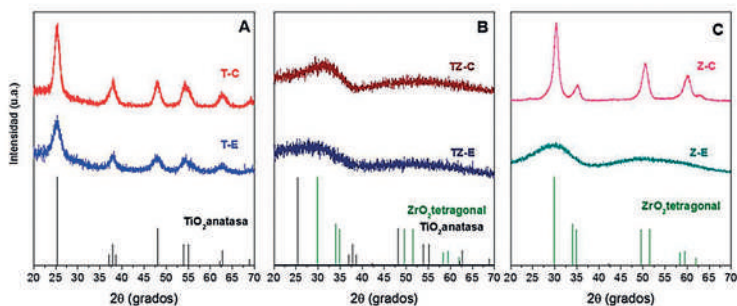 Intensidad (u.a.)
A
T-C
T-E
TiO2anatasa
20 25 30 35 40 45 50 55 60 65 70
2θ (grados)
B
TZ-C
TZ-E
ZrO2tetragonal
TiO2anatasa
20 25 30 35 40 45 50 55 60 65 70
2θ (grados)
C
Z-C
Z-E
ZrO2tetragonal
20 25 30 35 40 45 50 55 60 65 70
2θ (grados)